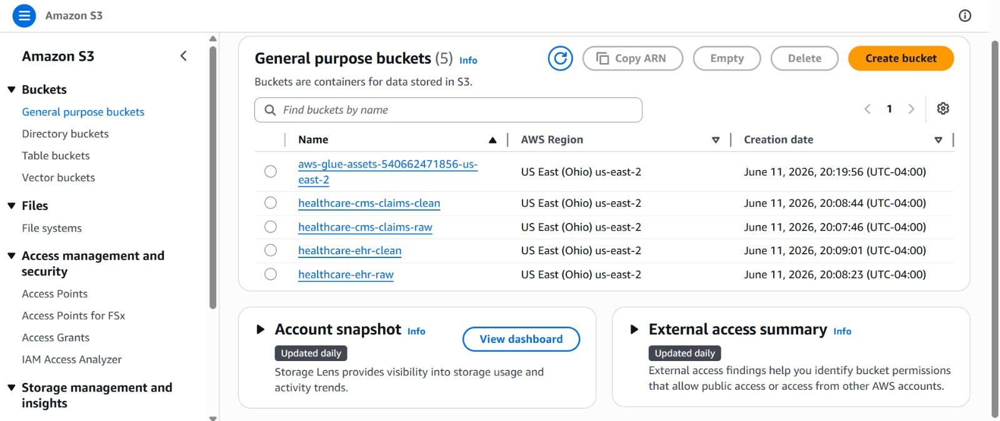 Amazon S3
Amazon S3
Buckets
General purpose buckets
Directory buckets
Table buckets
Vector buckets
Files
File systems
Access management and
security
Access Points
Access Points for FSx
Access Grants
IAM Access Analyzer
Storage management and
insights
General purpose buckets (5) Info
Copy ARN
Empty
Delete
Create bucket
Buckets are containers for data stored in S3.
Find buckets by name
1
Name AWS Region Creation date
aws-glue-assets-540662471856-us-
east-2 US East (Ohio) us-east-2 June 11, 2026, 20:19:56 (UTC-04:00)
healthcare-cms-claims-clean US East (Ohio) us-east-2 June 11, 2026, 20:08:44 (UTC-04:00)
healthcare-cms-claims-raw US East (Ohio) us-east-2 June 11, 2026, 20:07:46 (UTC-04:00)
healthcare-ehr-clean US East (Ohio) us-east-2 June 11, 2026, 20:09:01 (UTC-04:00)
healthcare-ehr-raw US East (Ohio) us-east-2 June 11, 2026, 20:08:23 (UTC-04:00)
Account snapshot Info
View dashboard
Updated daily
Storage Lens provides visibility into storage usage and
activity trends.
External access summary Info
Updated daily
External access findings help you identify bucket permissions
that allow public access or access from other AWS accounts.